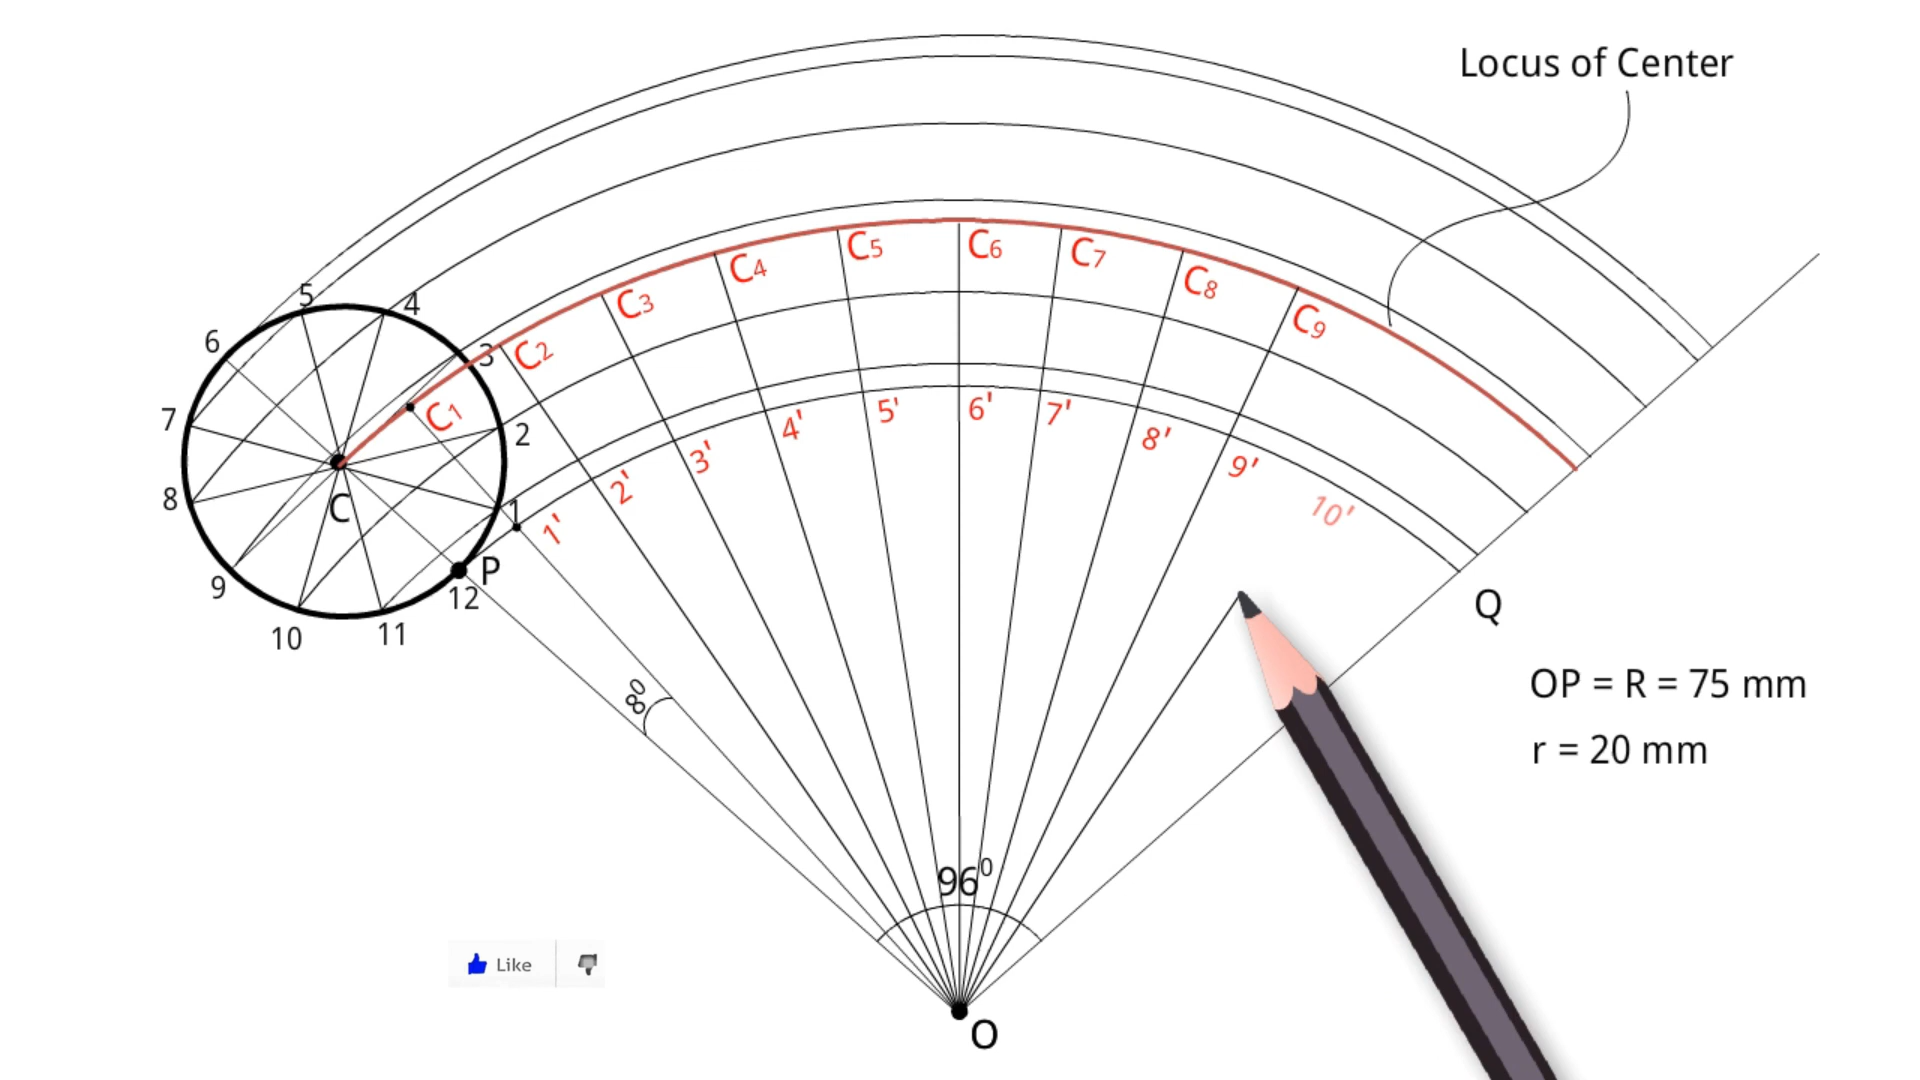 Locus of Center
C1
C2
C3
C4
C5
C6
C7
C8
C9
1'
2'
3'
4'
5'
6'
7'
8'
9'
10'
1
2
3
4
5
6
7
8
9
10
11
12
C
P
Q
OP = R = 75 mm
r = 20 mm
8⁰
96⁰
O
Like